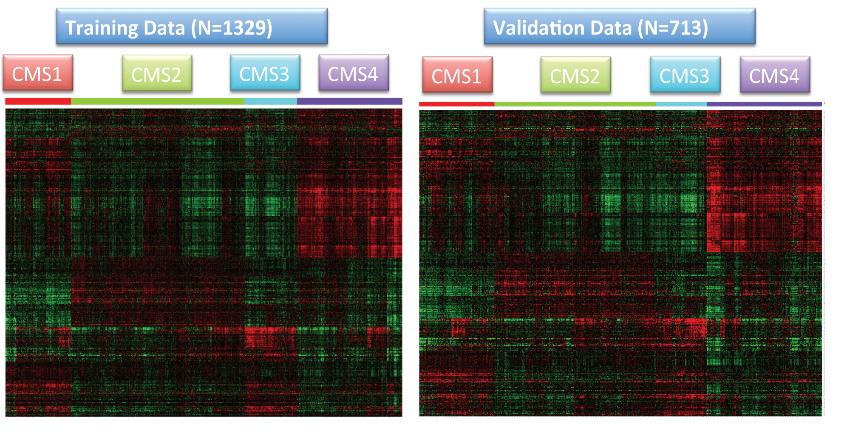 Training Data (N=1329)
Validation Data (N=713)
CMS1
CMS2
CMS3
CMS4
CMS1
CMS2
CMS3
CMS4